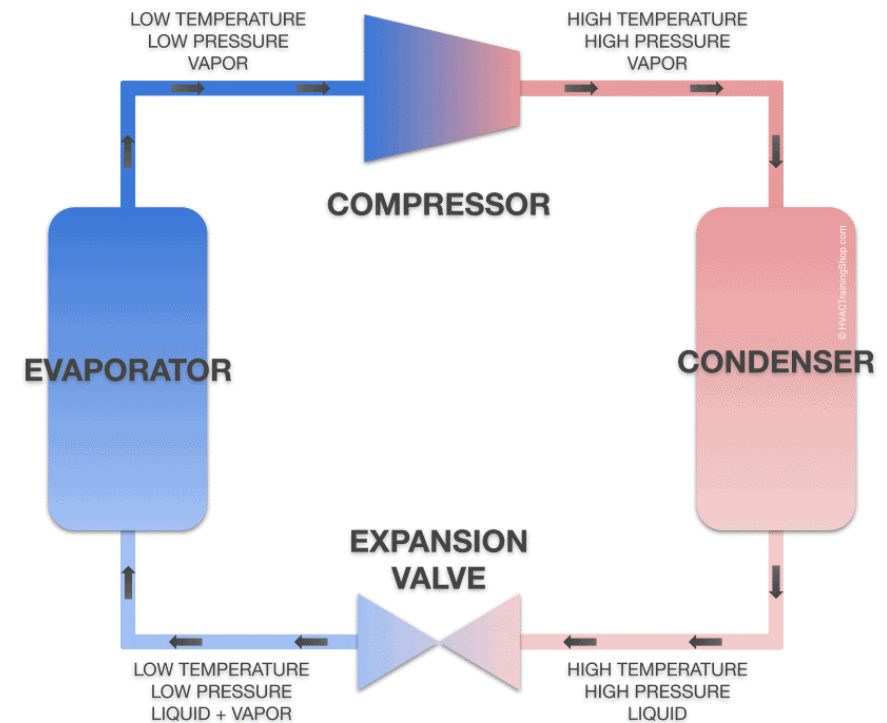 LOW TEMPERATURE
LOW PRESSURE
VAPOR
HIGH TEMPERATURE
HIGH PRESSURE
VAPOR
COMPRESSOR
© HVACTrainingShop.com
EVAPORATOR
CONDENSER
EXPANSION
VALVE
LOW TEMPERATURE
LOW PRESSURE
LIQUID + VAPOR
HIGH TEMPERATURE
HIGH PRESSURE
LIQUID